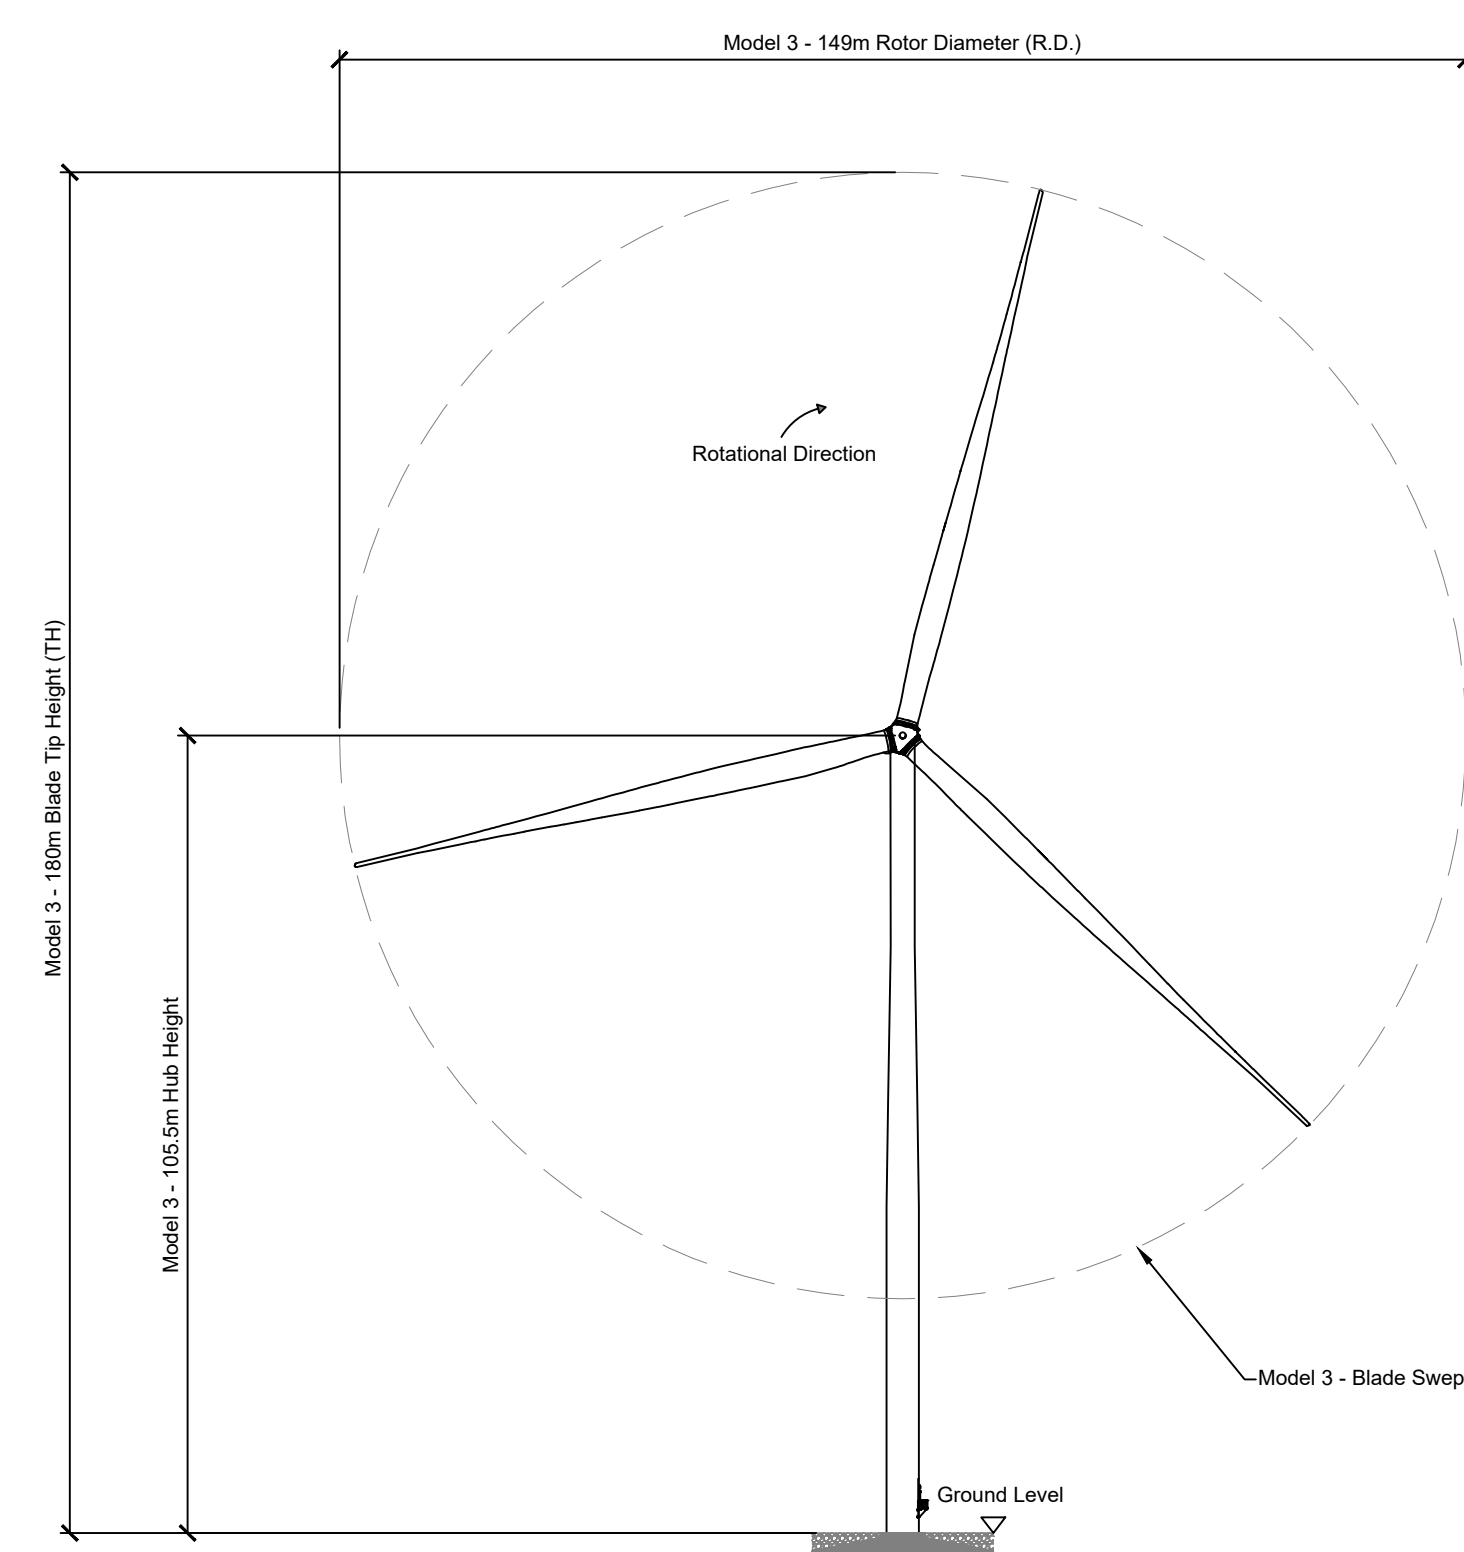 Model 3 - 149m Rotor Diameter (R.D.)
Rotational Direction
Model 3 - 180m Blade Tip Height (TH)
Model 3 - 105.5m Hub Height
Model 3 - Blade
Ground Level